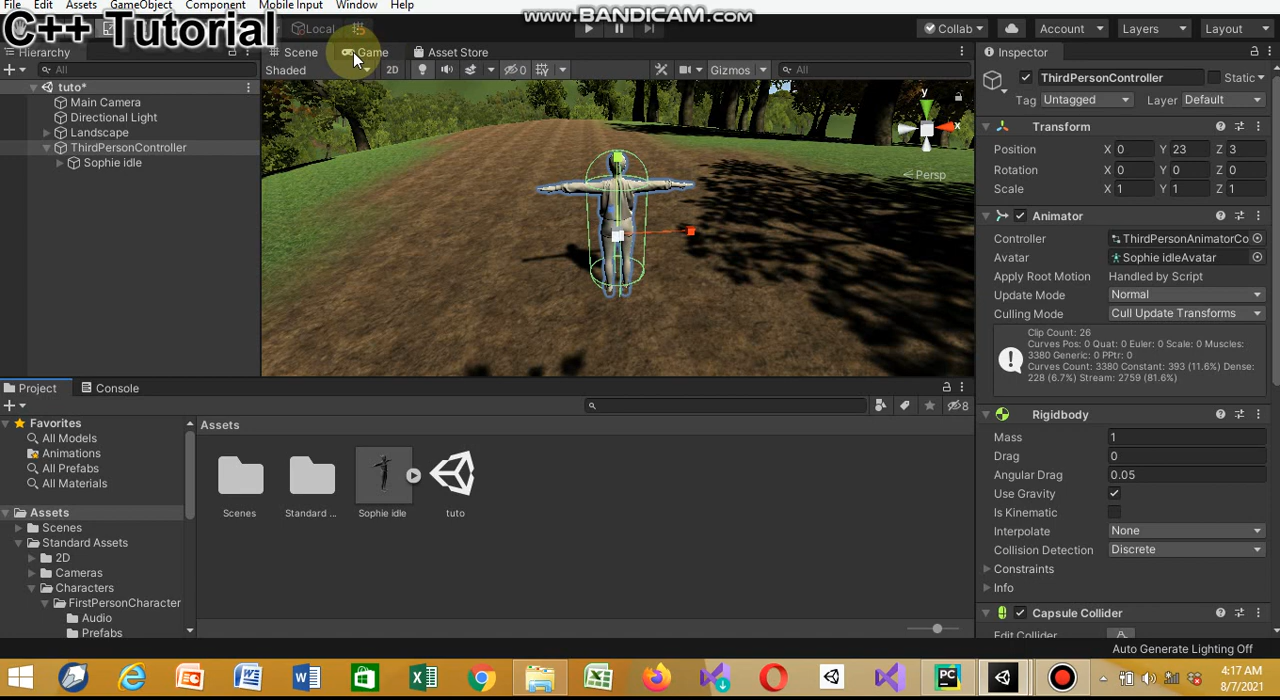 File Edit Assets GameObject Component Mobile Input Window Help
C++ Tutorial
www.BANDICAM.com
Local
Collab Account Layers Layout
Hierarchy
Scene Game Asset Store
Inspector
All
Shaded 2D 0 Gizmos All
tuto*
Main Camera
Directional Light
Landscape
ThirdPersonController
Sophie idle
y
x
Persp
ThirdPersonController Static
Tag Untagged Layer Default
Transform
Position X 0 Y 23 Z 3
Rotation X 0 Y 0 Z 0
Scale X 1 Y 1 Z 1
Animator
Controller ThirdPersonAnimatorCo
Avatar Sophie idleAvatar
Apply Root Motion Handled by Script
Update Mode Normal
Culling Mode Cull Update Transforms
Clip Count: 26
Curves Pos: 0 Quat: 0 Euler: 0 Scale: 0 Muscles:
3380 Generic: 0 PPtr: 0
Curves Count: 3380 Constant: 393 (11.6%) Dense:
228 (6.7%) Stream: 2759 (81.6%)
Rigidbody
Mass 1
Drag 0
Angular Drag 0.05
Use Gravity
Is Kinematic
Interpolate None
Collision Detection Discrete
Constraints
Info
Capsule Collider
Edit Collider
Auto Generate Lighting Off
Project Console
8
Favorites
All Models
Animations
All Prefabs
All Materials
Assets
Scenes
Standard Assets
2D
Cameras
Characters
FirstPersonCharacter
Audio
Prefabs
Assets
Scenes Standard ... Sophie idle tuto
4:17 AM
8/7/2021